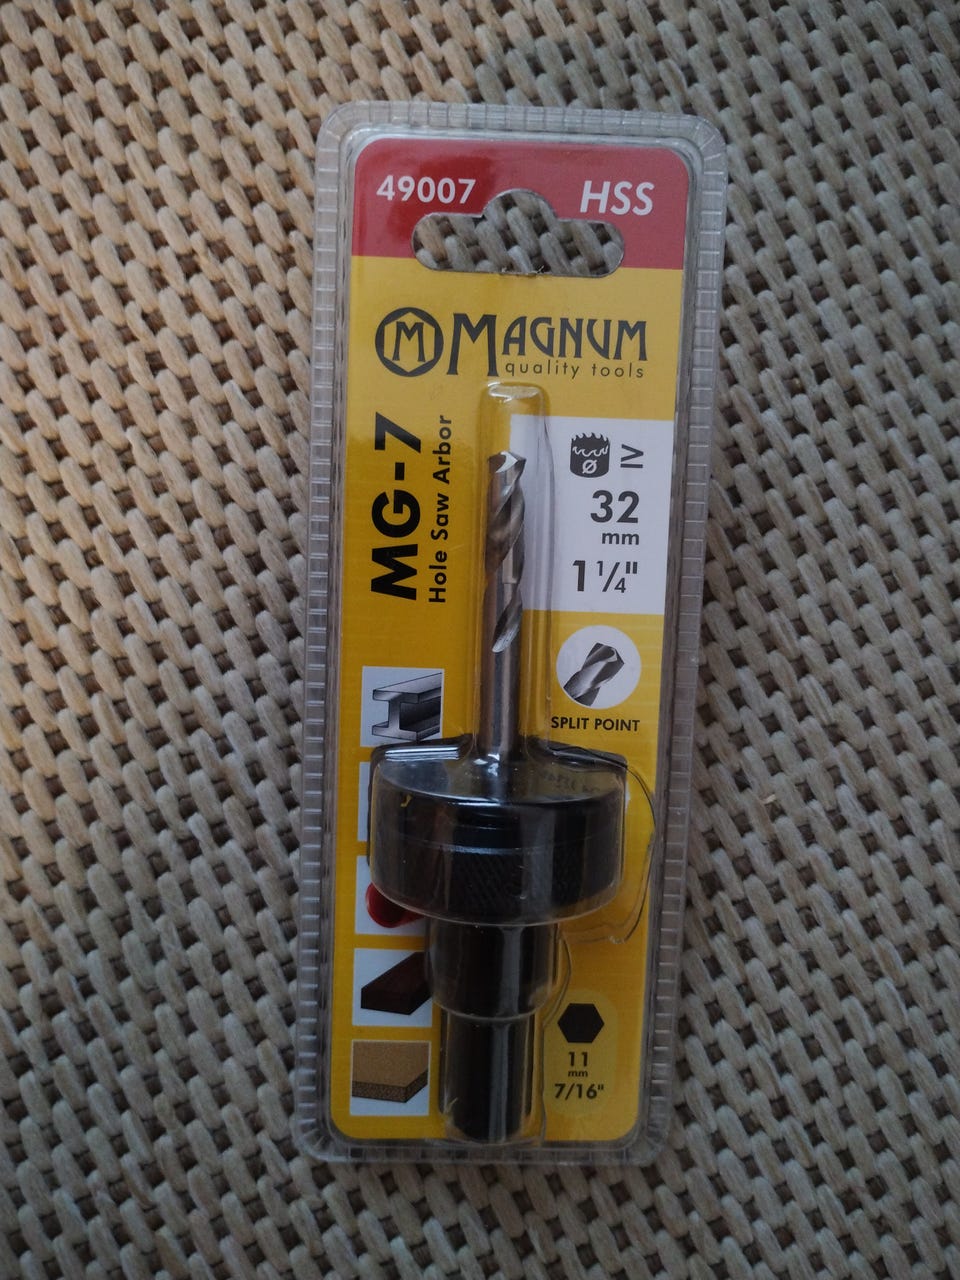 49007
HSS
M MAGNUM
quality tools
MG-7
Hole Saw Arbor
Ø ≥
32
mm
1 1/4"
SPLIT POINT
11
mm
7/16"